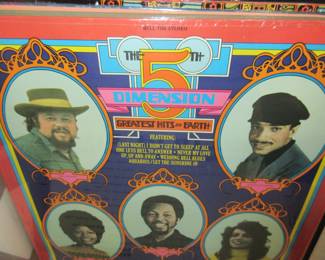 BELL 1106 STEREO
THE 5TH
DIMENSION
GREATEST HITS ON EARTH
FEATURING:
(LAST NIGHT) I DIDN'T GET TO SLEEP AT ALL
ONE LESS BELL TO ANSWER • NEVER MY LOVE
UP, UP AND AWAY • WEDDING BELL BLUES
AQUARIUS / LET THE SUNSHINE IN